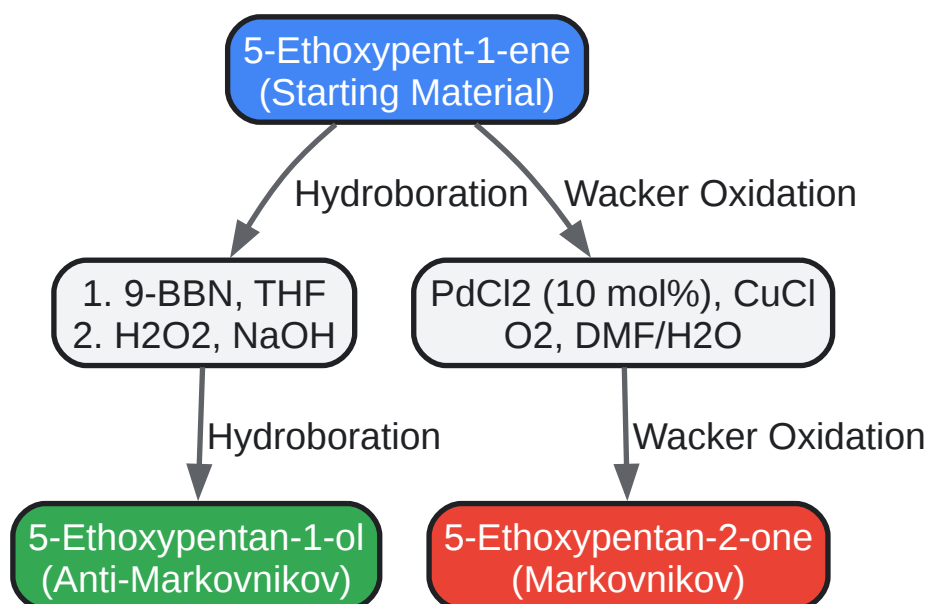 5-Ethoxypent-1-ene
(Starting Material)
Hydroboration
Wacker Oxidation
1. 9-BBN, THF
2. H2O2, NaOH
PdCl2 (10 mol%), CuCl
O2, DMF/H2O
Hydroboration
Wacker Oxidation
5-Ethoxypentan-1-ol
(Anti-Markovnikov)
5-Ethoxypentan-2-one
(Markovnikov)